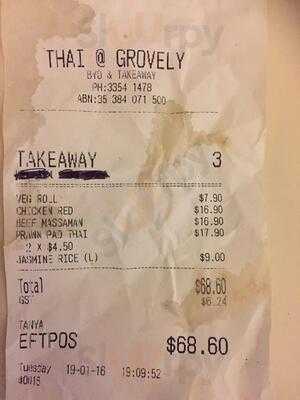 THAI @ GROVELY
BYO & TAKEAWAY
PH:3354 1478
ABN:35 384 071 500
TAKEAWAY 3
VEG ROLL $7.90
CHICKEN RED $16.90
BEEF MASSAMAN $16.90
PRAWN PAD THAI $17.90
2 X $4.50
JASMINE RICE (L) $9.00
Total $68.60
GST $6.24
TANYA
EFTPOS $68.60
Tuesday 19-01-16 19:09:52